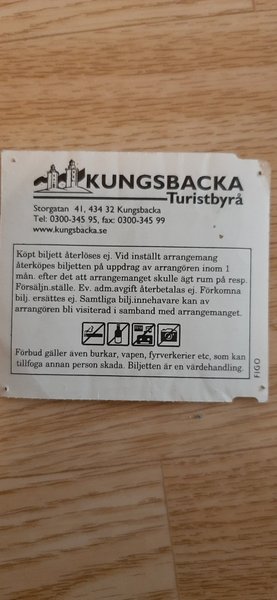 KUNGSBACKA
Turistbyrå
Storgatan 41, 434 32 Kungsbacka
Tel: 0300-345 95, fax: 0300-345 99
www.kungsbacka.se
Köpt biljett återlöses ej. Vid inställt arrangemang
återköpes biljetten på uppdrag av arrangören inom 1
mån. efter det att arrangemanget skulle ägt rum på resp.
Försäljn.ställe. Ev. adm.avgift återbetalas ej. Förkomna
bilj. ersättes ej. Samtliga bilj.innehavare kan av
arrangören bli visiterad i samband med arrangemanget.
Förbud gäller även burkar, vapen, fyrverkerier etc, som kan
tillfoga annan person skada. Biljetten är en värdehandling.
FIGO